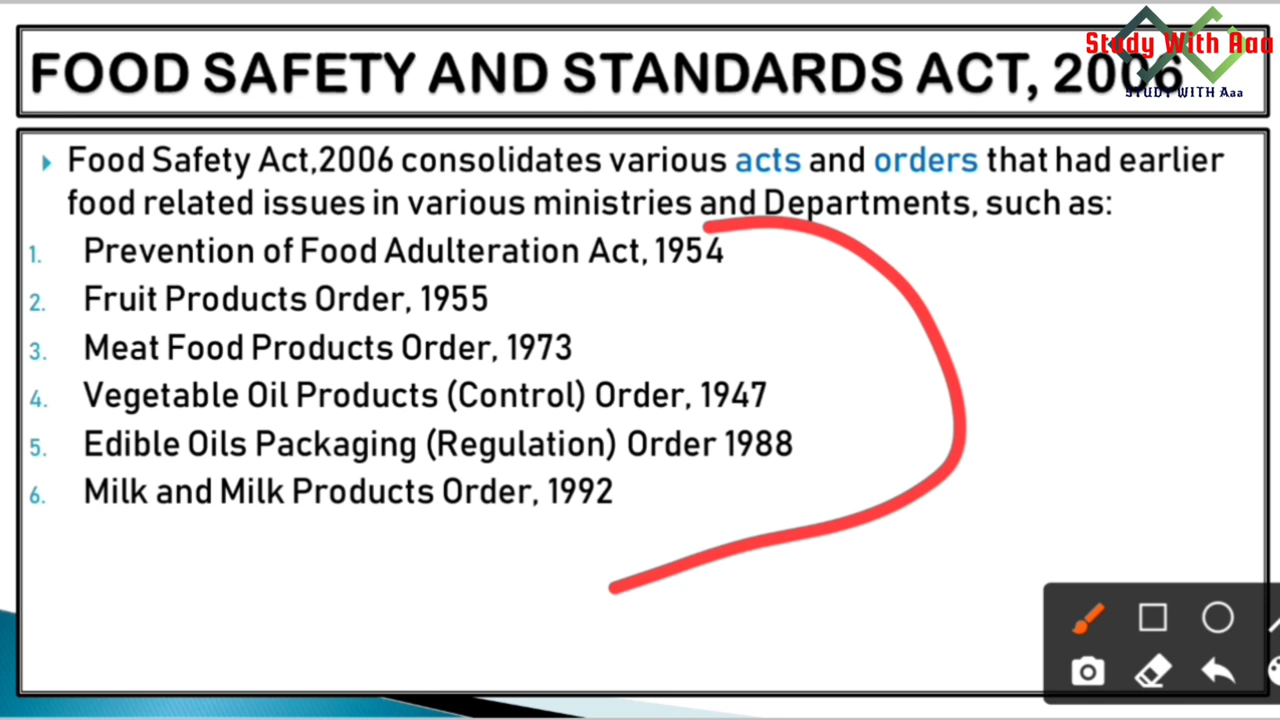 FOOD SAFETY AND STANDARDS ACT, 2006
Study With Aaa
STUDY WITH Aaa
Food Safety Act,2006 consolidates various acts and orders that had earlier
food related issues in various ministries and Departments, such as:
1. Prevention of Food Adulteration Act, 1954
2. Fruit Products Order, 1955
3. Meat Food Products Order, 1973
4. Vegetable Oil Products (Control) Order, 1947
5. Edible Oils Packaging (Regulation) Order 1988
6. Milk and Milk Products Order, 1992